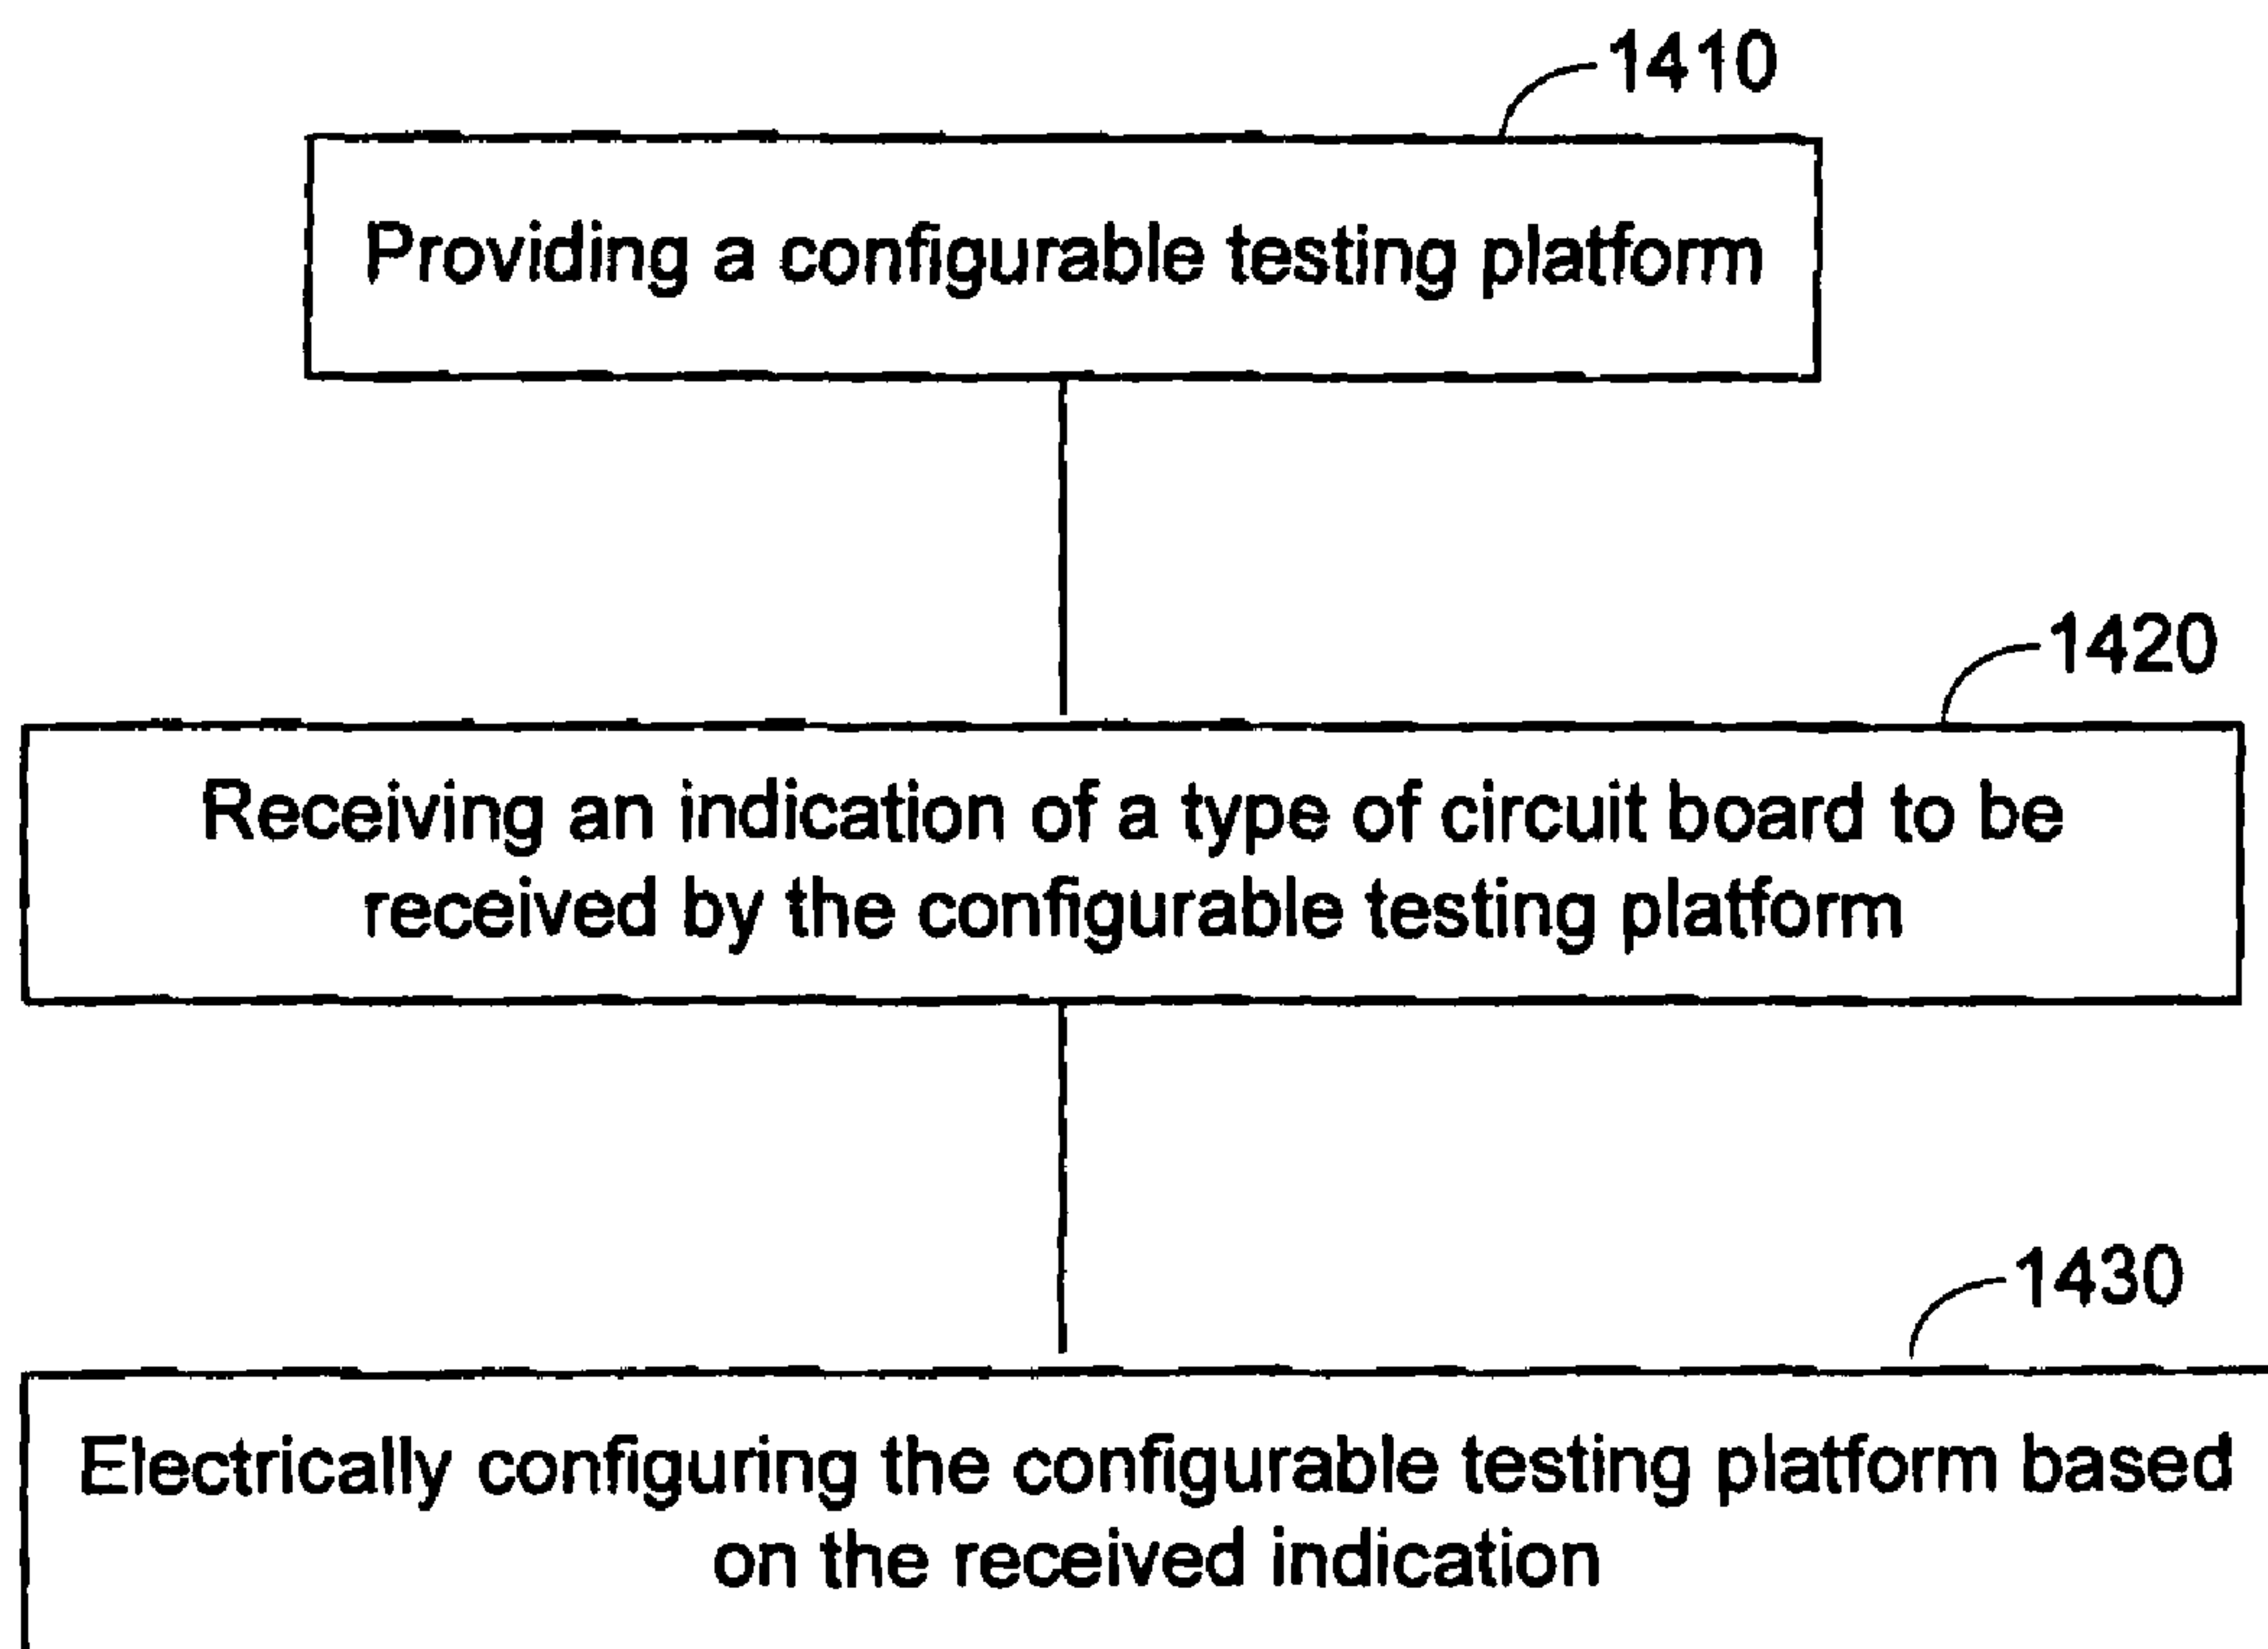 1410
Providing a configurable testing platform
1420
Receiving an indication of a type of circuit board to be
received by the configurable testing platform
1430
Electrically configuring the configurable testing platform based
on the received indication